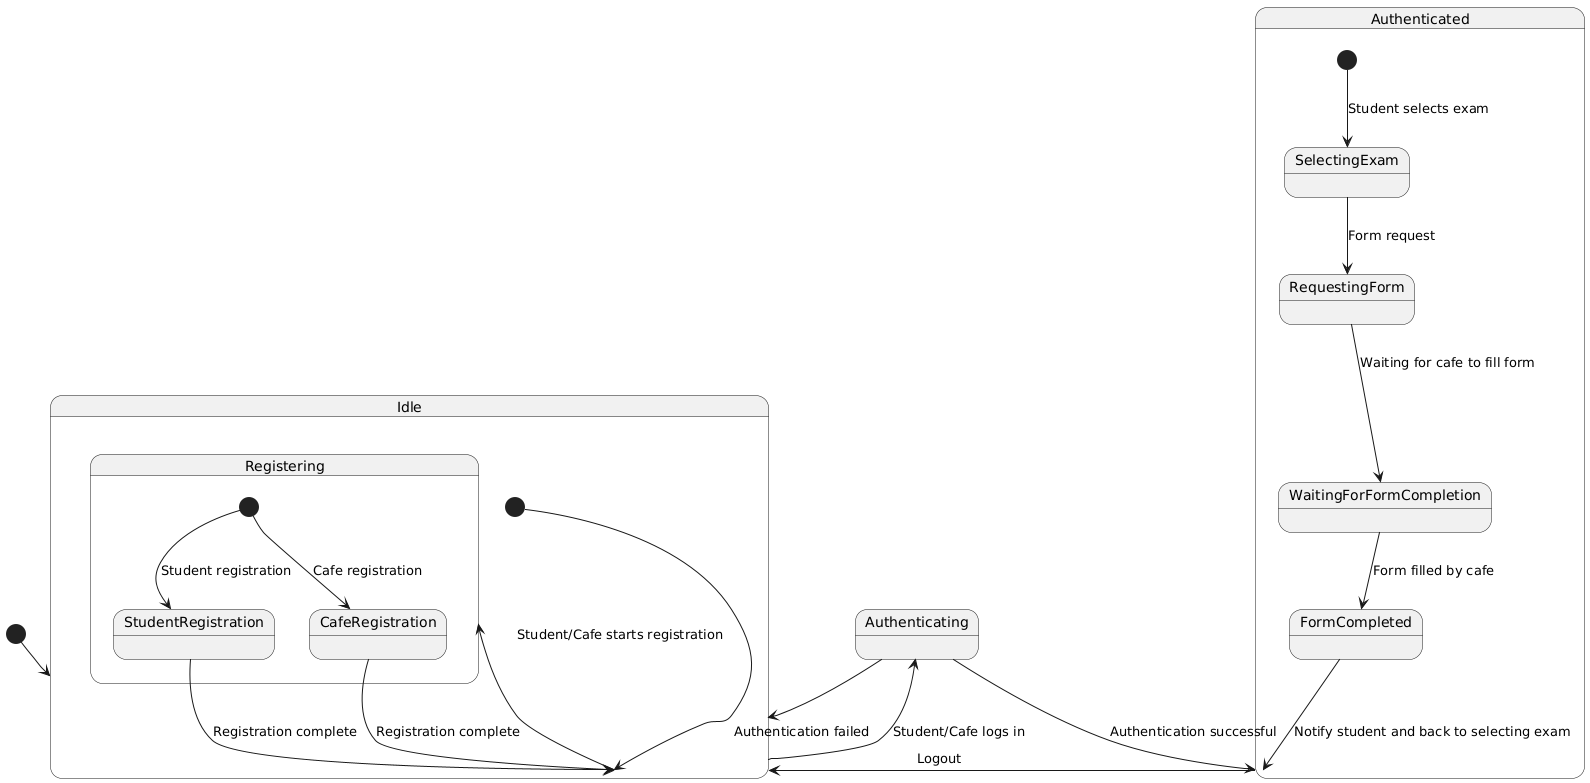 Authenticated
Student selects exam
SelectingExam
Form request
RequestingForm
Waiting for cafe to fill form
Idle
Registering
WaitingForFormCompletion
Student registration
Cafe registration
Form filled by cafe
StudentRegistration
CafeRegistration
Student/Cafe starts registration
Authenticating
FormCompleted
Registration complete
Registration complete
Authentication failed
Student/Cafe logs in
Authentication successful
Notify student and back to selecting exam
Logout